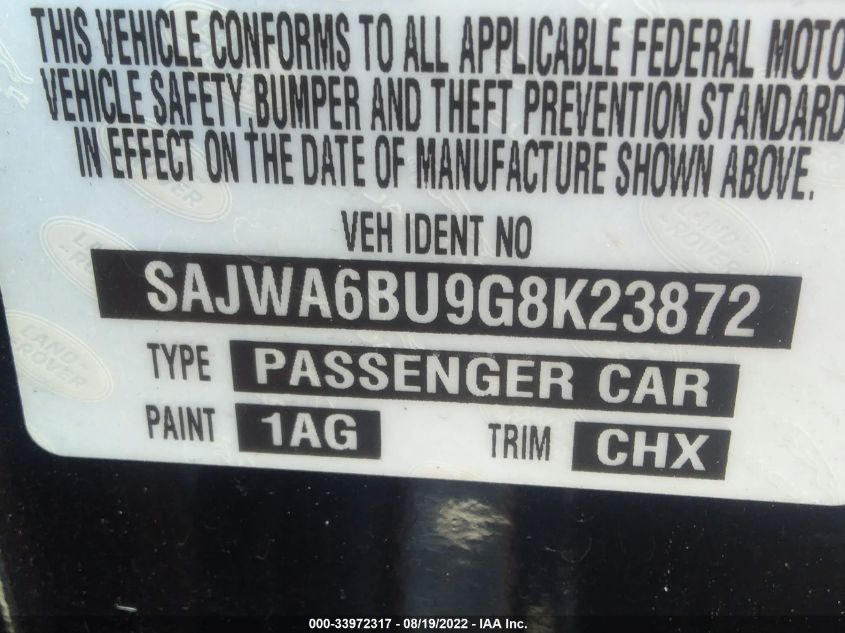 THIS VEHICLE CONFORMS TO ALL APPLICABLE FEDERAL MOTO
VEHICLE SAFETY, BUMPER AND THEFT PREVENTION STANDARD
IN EFFECT ON THE DATE OF MANUFACTURE SHOWN ABOVE.
VEH IDENT NO
SAJWA6BU9G8K23872
TYPE PASSENGER CAR
PAINT 1AG TRIM CHX
LAND ROVER
000-33972317 - 08/19/2022 - IAA Inc.